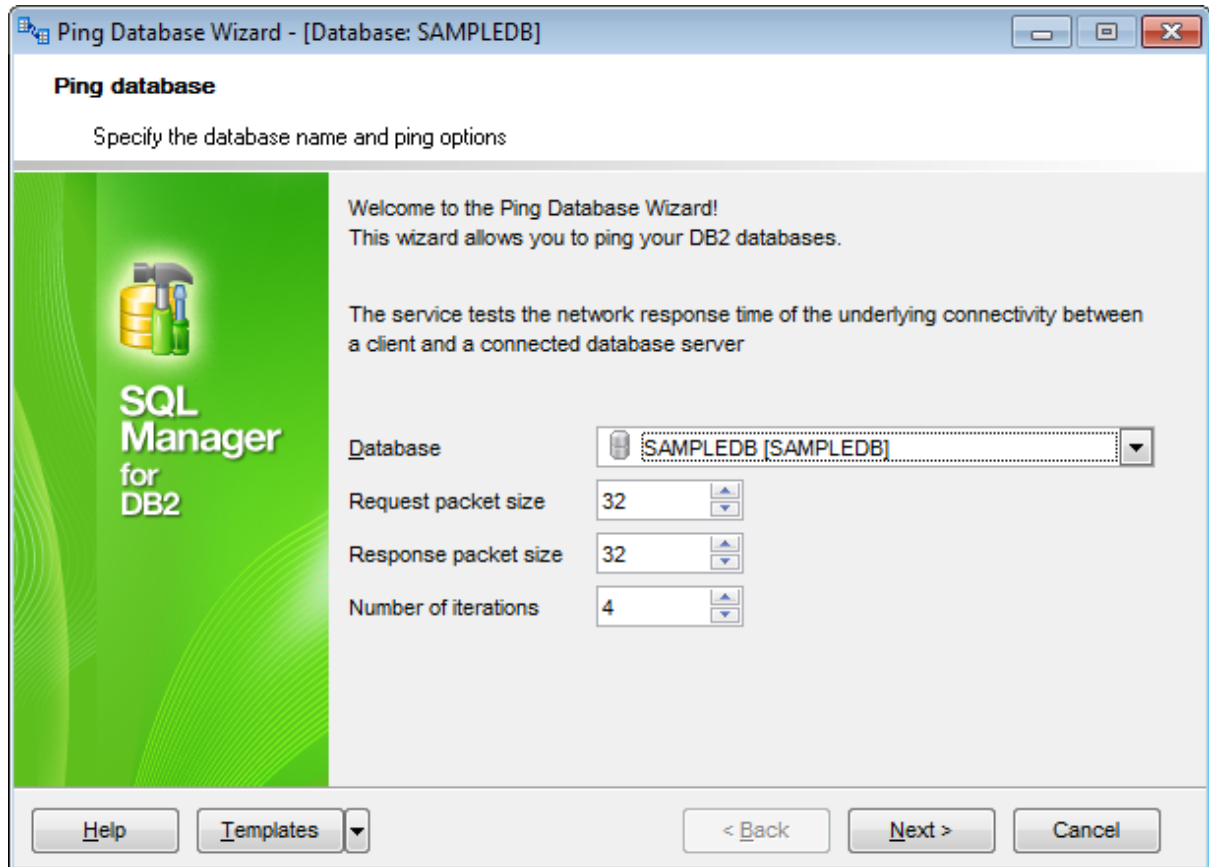 Ping Database Wizard - [Database: SAMPLEDB]
Ping database
Specify the database name and ping options
Welcome to the Ping Database Wizard!
This wizard allows you to ping your DB2 databases.
The service tests the network response time of the underlying connectivity between
a client and a connected database server
SQL
Manager
for
DB2
Database SAMPLEDB [SAMPLEDB]
Request packet size 32
Response packet size 32
Number of iterations 4
Help Templates < Back Next > Cancel